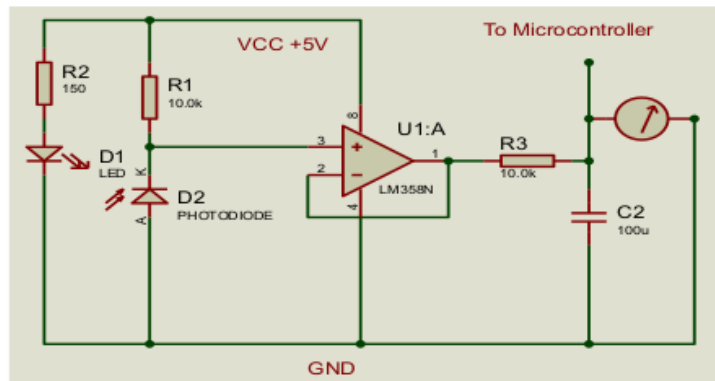 To Microcontroller
VCC +5V
R2
150
R1
10.0k
8
U1:A
3
2
1
R3
10.0k
LM358N
4
D1
LED
K
D2
A
PHOTODIODE
C2
100u
GND